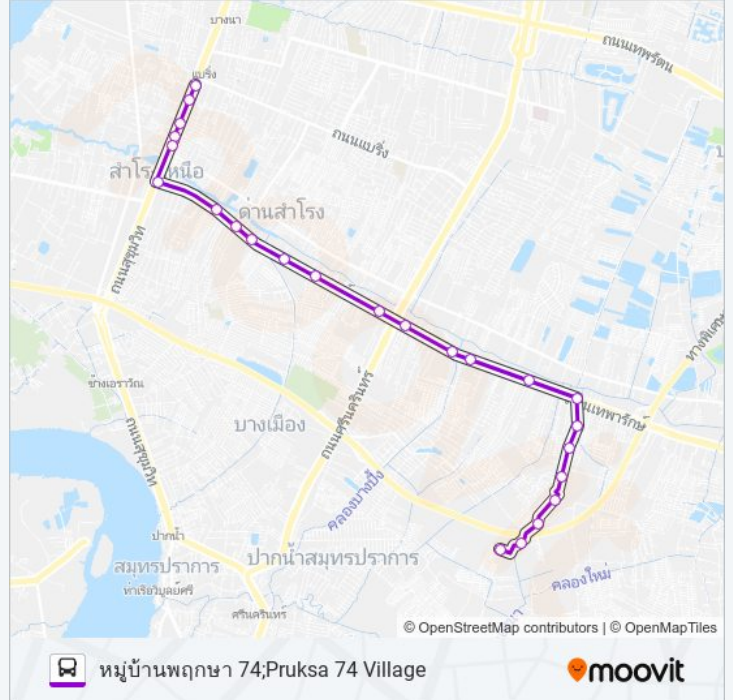 บางนา
ถนนเทพรัตน
แบริ่ง
ถนนแบริ่ง
สำโรงเหนือ
ด่านสำโรง
ถนนสุขุมวิท
ทางพิเศษ
ช้างเอราวัณ
ถนนเทพารักษ์
บางเมือง
ถนนศรีนครินทร์
ถนนสุขุมวิท
คลองบางปิ้ง
ปากน้ำ
สมุทรปราการ
ปากน้ำสมุทรปราการ
คลองใหม่
ท่าเรือวิบูลย์ศรี
ศรีนครินทร
© OpenStreetMap contributors | © OpenMapTiles
หมู่บ้านพฤกษา 74;Pruksa 74 Village
moovit